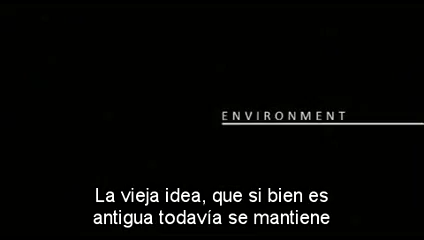 ENVIRONMENT
La vieja idea, que si bien es
antigua todavía se mantiene